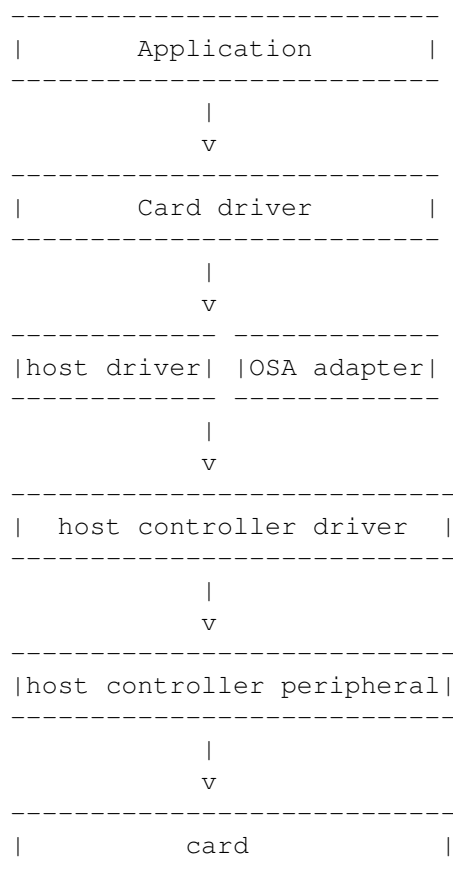 ---------------------------
|       Application       |
---------------------------
            |
            v
---------------------------
|       Card driver       |
---------------------------
            |
            v
------------- -------------
|host driver| |OSA adapter|
------------- -------------
            |
            v
----------------------------
|  host controller driver  |
----------------------------
            |
            v
----------------------------
|host controller peripheral|
----------------------------
            |
            v
----------------------------
|          card            |